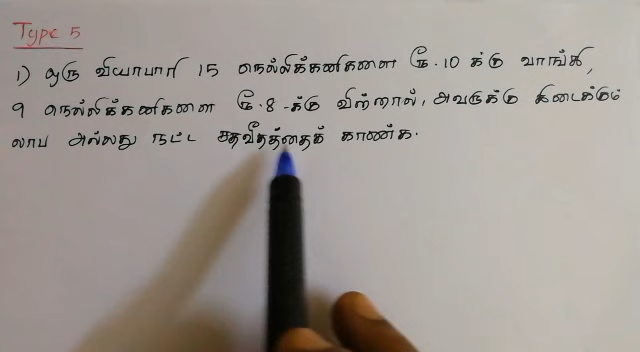 Type 5
1) ஒரு வியாபாரி 15 நெல்லிக்கனிகளை ரூ.10 க்கு வாங்கி,
9 நெல்லிக்கனிகளை ரூ.8-க்கு விற்றால், அவருக்கு கிடைக்கும்
லாப அல்லது நட்ட சதவீதத்தைக் காண்க.